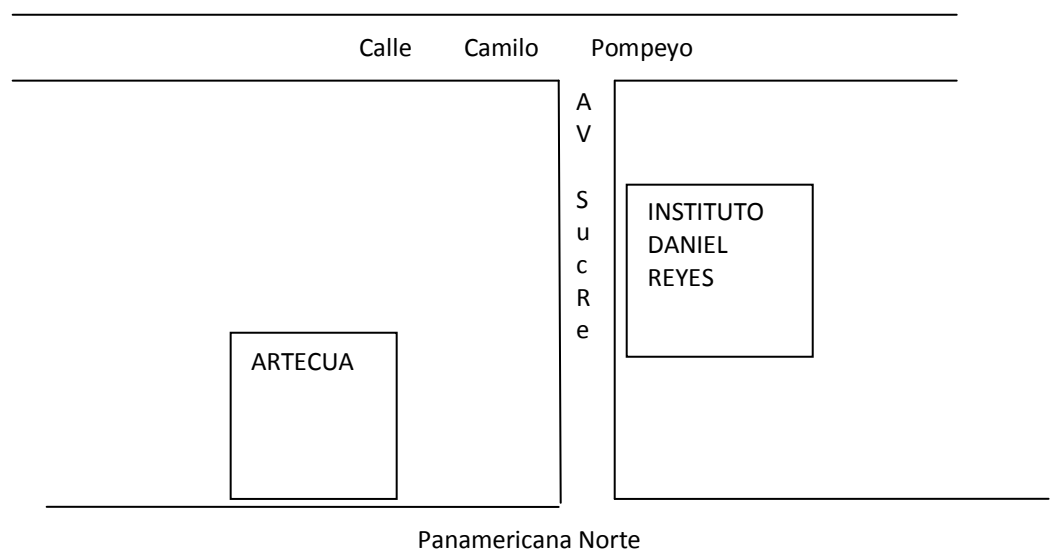 Calle Camilo Pompeyo
A
V
S
u
c
R
e
INSTITUTO
DANIEL
REYES
ARTECUA
Panamericana Norte